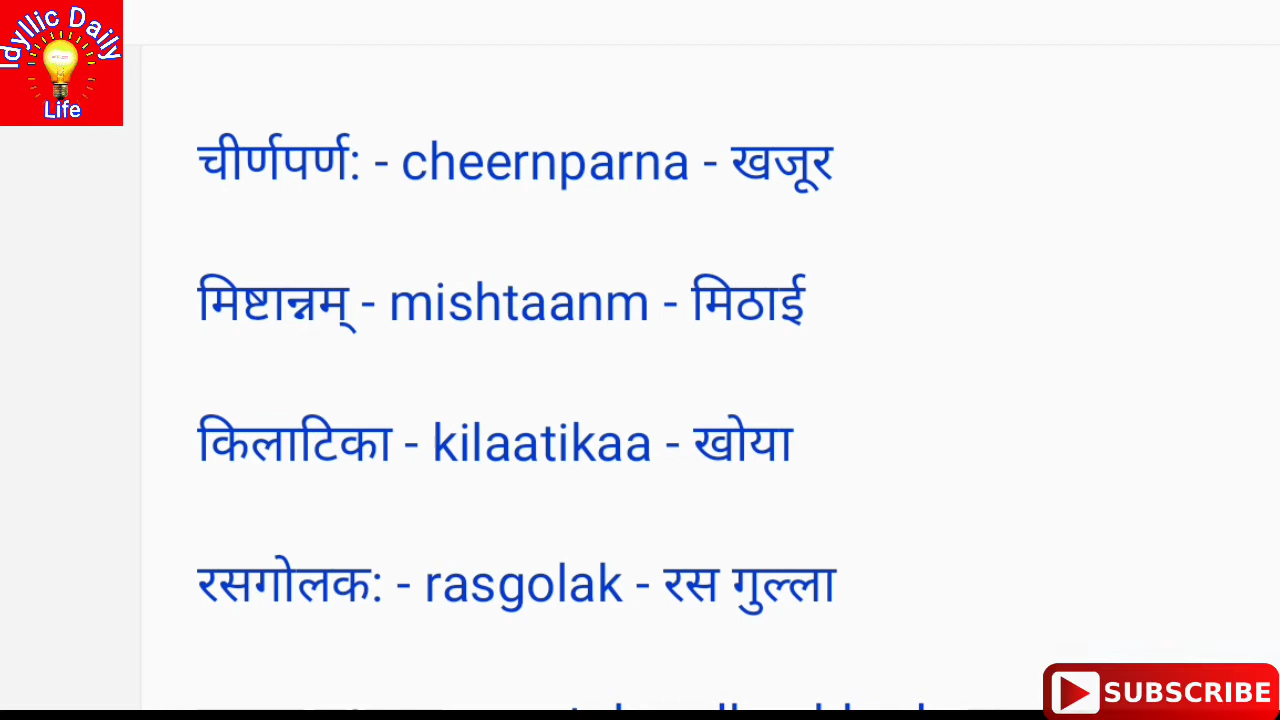 Idyllic Daily
Life
चीर्णपर्ण: - cheernparna - खजूर
मिष्टान्नम् - mishtaanm - मिठाई
किलाटिका - kilaatikaa - खोया
रसगोलक: - rasgolak - रस गुल्ला
SUBSCRIBE